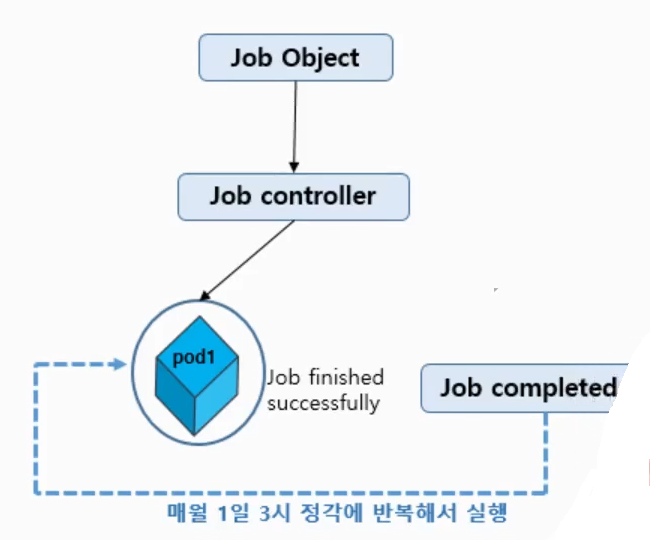 Job Object
Job controller
pod1
Job finished
successfully
Job completed
매월 1일 3시 정각에 반복해서 실행